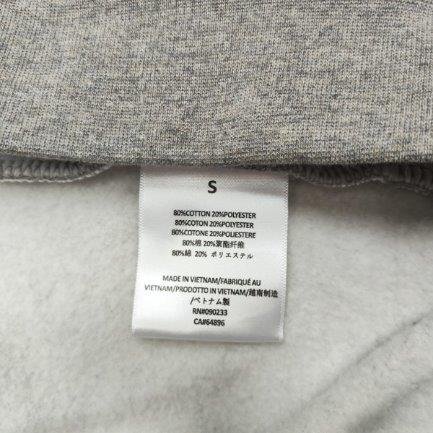 S
80%COTTON 20%POLYESTER
80%COTTON 20%POLYESTER
80%COTONE 20%POLIESTERE
80%棉 20%聚酯纤维
80%綿 20% ポリエステル
MADE IN VIETNAM/FABRIQUÉ AU
VIETNAM/PRODOTTO IN VIETNAM/越南制造
/ベトナム製
RN#090233
CA#64896